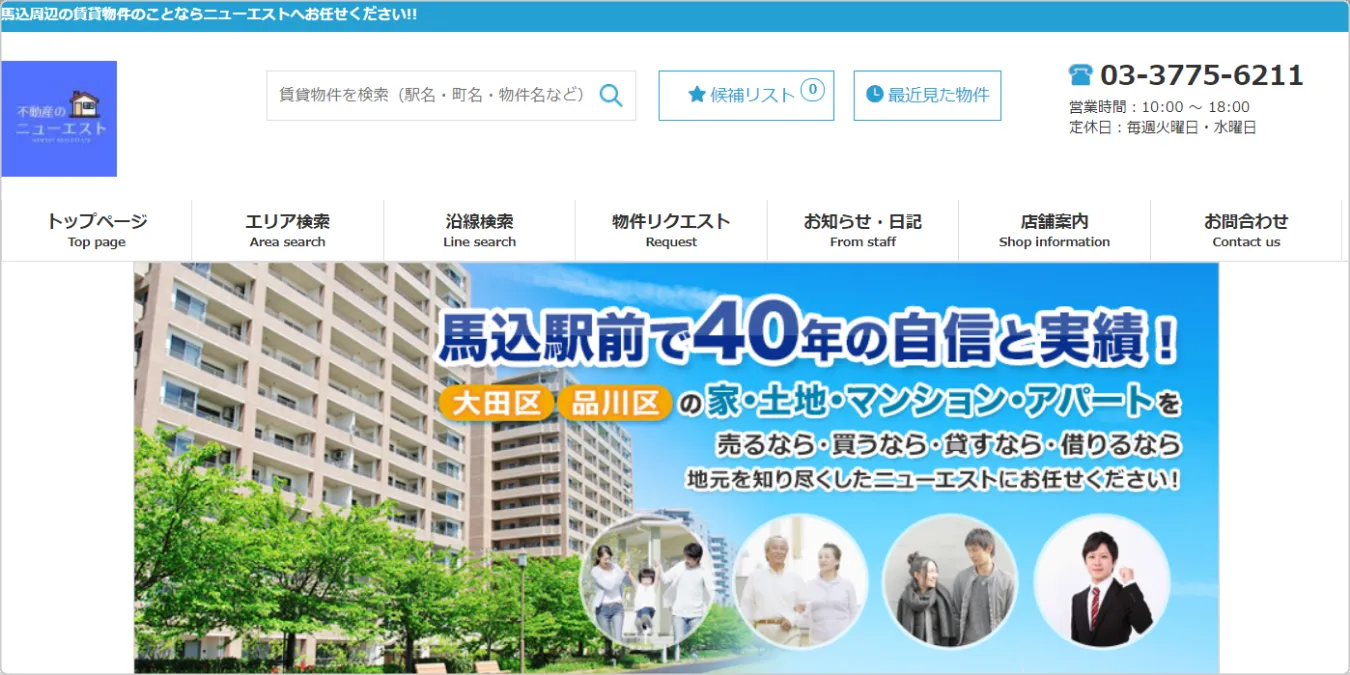 馬込周辺の賃貸物件のことならニューエストへお任せください!!
不動産の
ニューエスト
賃貸物件を検索（駅名・町名・物件名など）
候補リスト 0
最近見た物件
03-3775-6211
営業時間：10:00 ～ 18:00
定休日：毎週火曜日・水曜日
トップページ
Top page
エリア検索
Area search
沿線検索
Line search
物件リクエスト
Request
お知らせ・日記
From staff
店舗案内
Shop information
お問合わせ
Contact us
馬込駅前で40年の自信と実績！
大田区 品川区 の家・土地・マンション・アパートを
売るなら・買うなら・貸すなら・借りるなら
地元を知り尽くしたニューエストにお任せください！